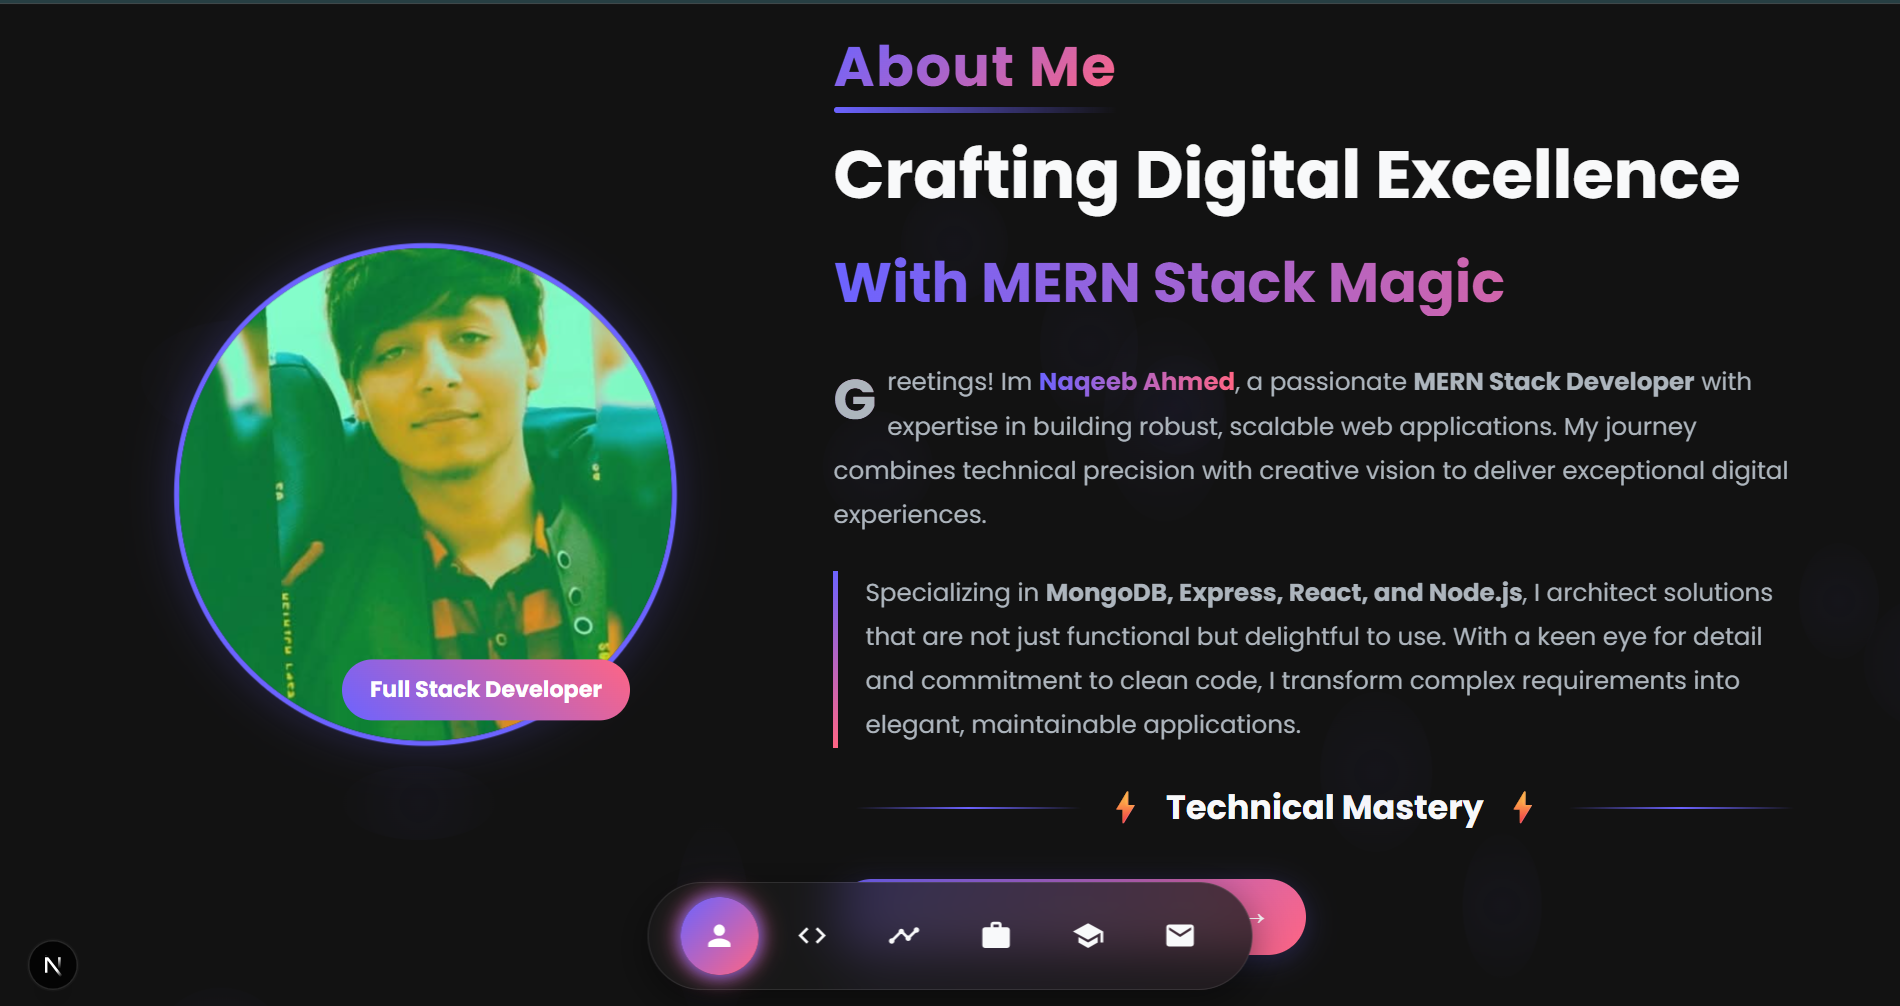 About Me
Crafting Digital Excellence
With MERN Stack Magic
Greetings! Im Naqeeb Ahmed, a passionate MERN Stack Developer with
expertise in building robust, scalable web applications. My journey
combines technical precision with creative vision to deliver exceptional digital
experiences.
Specializing in MongoDB, Express, React, and Node.js, I architect solutions
that are not just functional but delightful to use. With a keen eye for detail
and commitment to clean code, I transform complex requirements into
elegant, maintainable applications.
Full Stack Developer
⚡ Technical Mastery ⚡
→
N